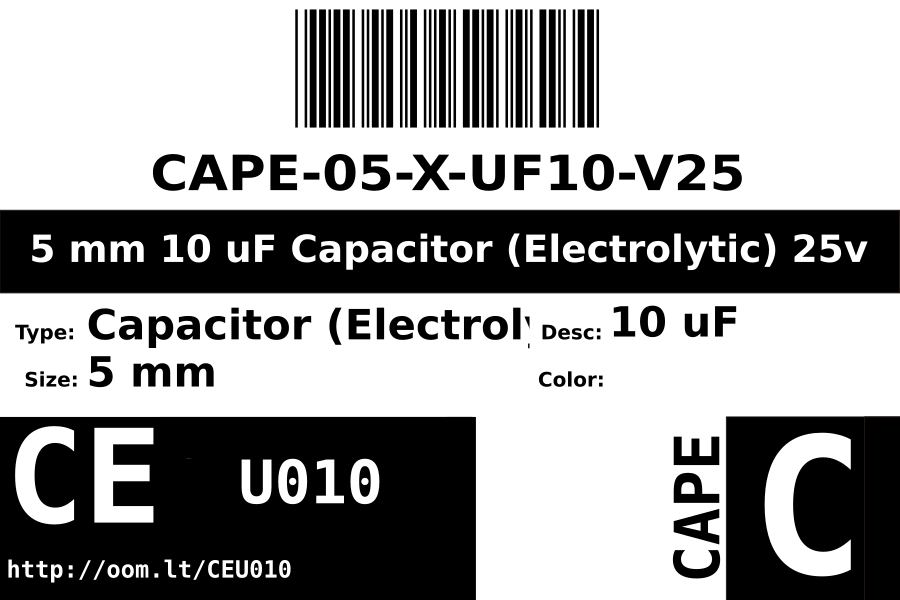 CAPE-05-X-UF10-V25
5 mm 10 uF Capacitor (Electrolytic) 25v
Type: Capacitor (Electrol
Desc: 10 uF
Size: 5 mm
Color:
CE U010
http://oom.lt/CEU010
CAPE
C